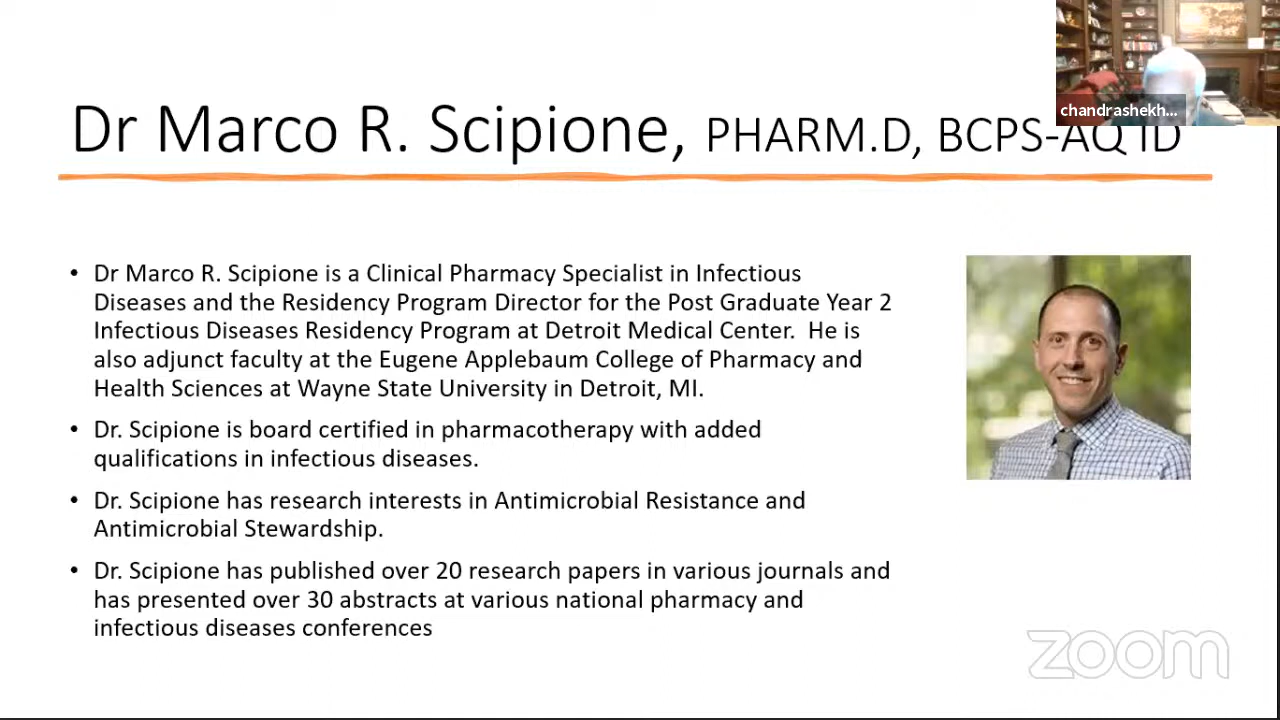 chandrashekh...
Dr Marco R. Scipione, PHARM.D, BCPS-AQ ID
• Dr Marco R. Scipione is a Clinical Pharmacy Specialist in Infectious
Diseases and the Residency Program Director for the Post Graduate Year 2
Infectious Diseases Residency Program at Detroit Medical Center.  He is
also adjunct faculty at the Eugene Applebaum College of Pharmacy and
Health Sciences at Wayne State University in Detroit, MI.
• Dr. Scipione is board certified in pharmacotherapy with added
qualifications in infectious diseases.
• Dr. Scipione has research interests in Antimicrobial Resistance and
Antimicrobial Stewardship.
• Dr. Scipione has published over 20 research papers in various journals and
has presented over 30 abstracts at various national pharmacy and
infectious diseases conferences
zoom